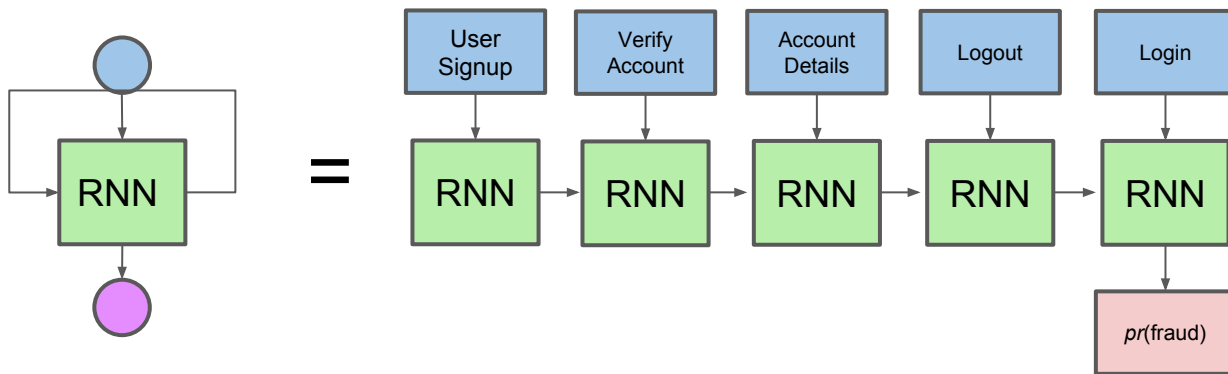 User
Signup
Verify
Account
Account
Details
Logout
Login
RNN
=
RNN
RNN
RNN
RNN
RNN
pr(fraud)